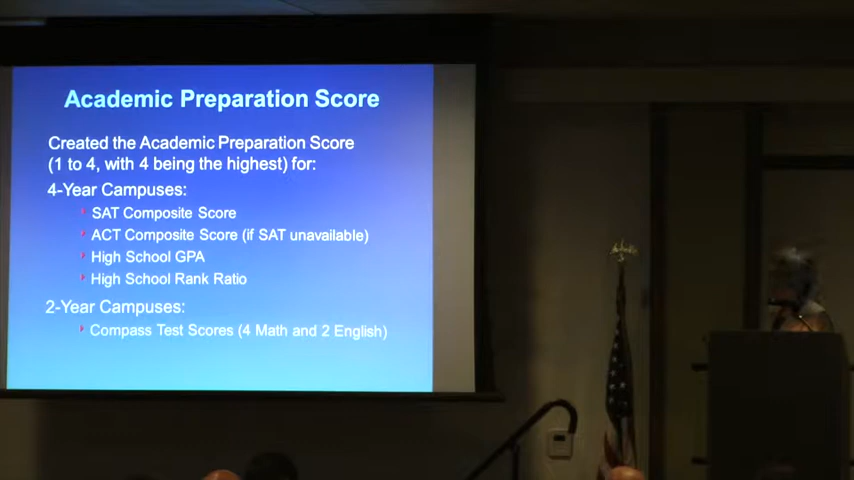 Academic Preparation Score
Created the Academic Preparation Score
(1 to 4, with 4 being the highest) for:
4-Year Campuses:
SAT Composite Score
ACT Composite Score (if SAT unavailable)
High School GPA
High School Rank Ratio
2-Year Campuses:
Compass Test Scores (4 Math and 2 English)